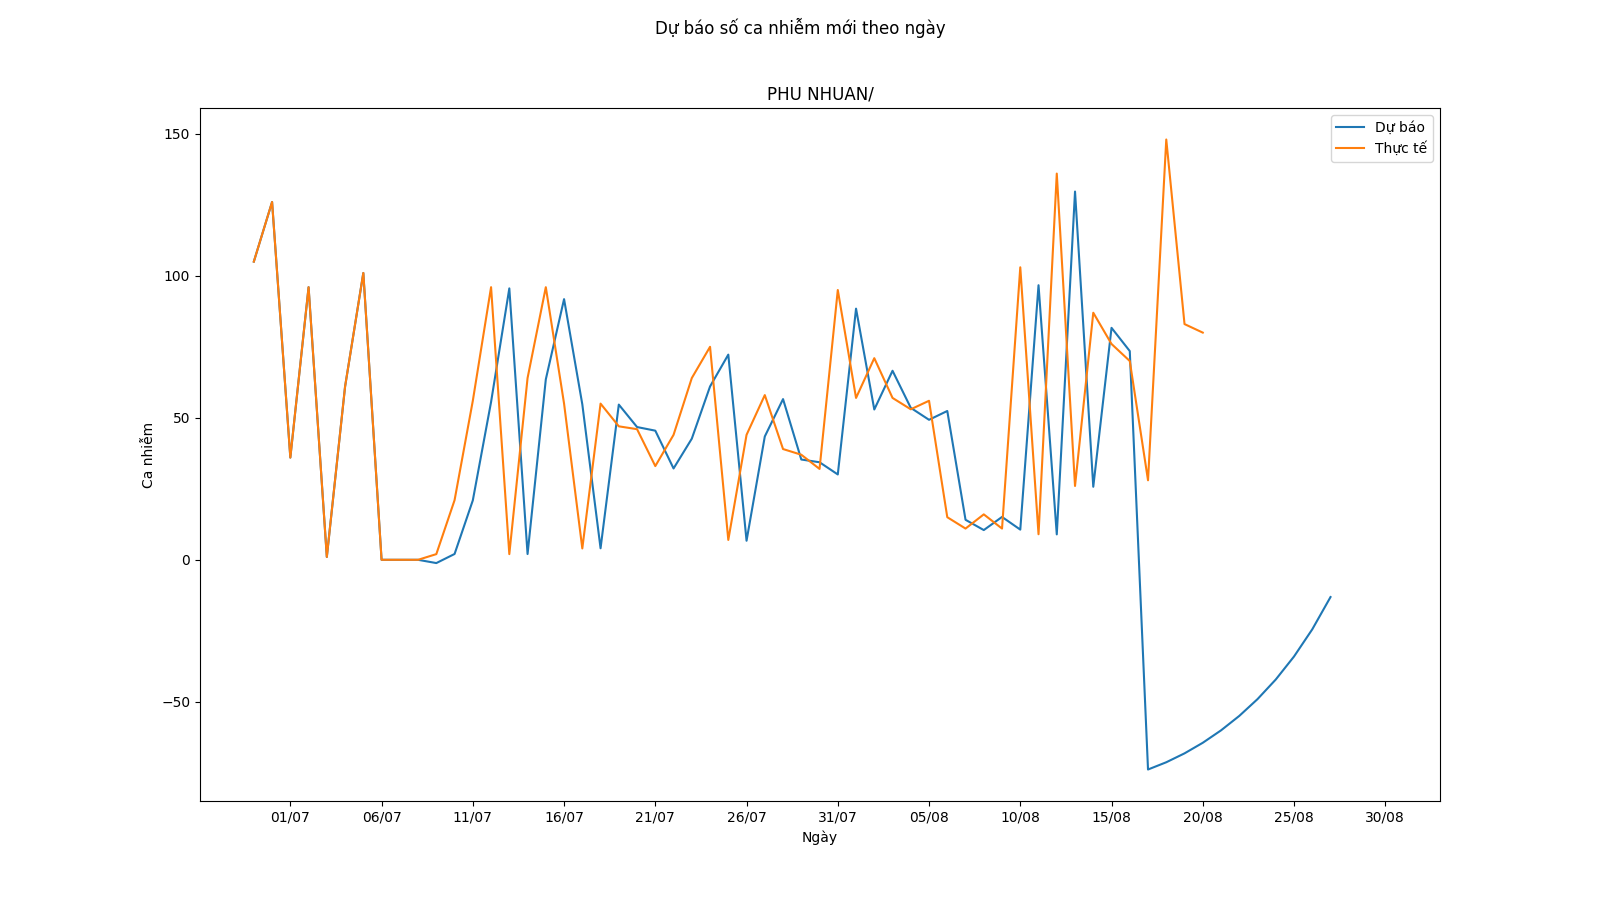 Dự báo số ca nhiễm mới theo ngày
PHU NHUAN/
Dự báo
Thực tế
150
100
50
0
−50
Ca nhiễm
01/07 06/07 11/07 16/07 21/07 26/07 31/07 05/08 10/08 15/08 20/08 25/08 30/08
Ngày